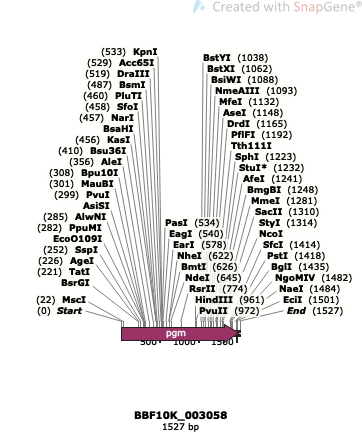 Created with SnapGene®
(533) KpnI
(529) Acc65I
(519) DraIII
(487) BsmI
(460) PluTI
(458) SfoI
(457) NarI
BsaHI
(456) KasI
(410) Bsu36I
(356) AleI
(308) Bpu10I
(301) MauBI
(299) PvuI
AsiSI
(285) AlwNI
(282) PpuMI
EcoO109I
(252) SspI
(226) AgeI
(221) TatI
BsrGI
(22) MscI
(0) Start
PasI (534)
EagI (540)
EarI (578)
NheI (622)
BmtI (626)
NdeI (645)
RsrII (774)
HindIII (961)
PvuII (972)
BstYI (1038)
BstXI (1062)
BsiWI (1088)
NmeAIII (1093)
MfeI (1132)
AseI (1148)
DrdI (1165)
PflFI (1192)
Tth111I
SphI (1223)
StuI* (1232)
AfeI (1241)
BmgBI (1248)
MmeI (1281)
SacII (1310)
StyI (1314)
NcoI
SfcI (1414)
PstI (1418)
BglI (1435)
NgoMIV (1482)
NaeI (1484)
EciI (1501)
End (1527)
pgm
500 1000 1500
BBF10K_003058
1527 bp